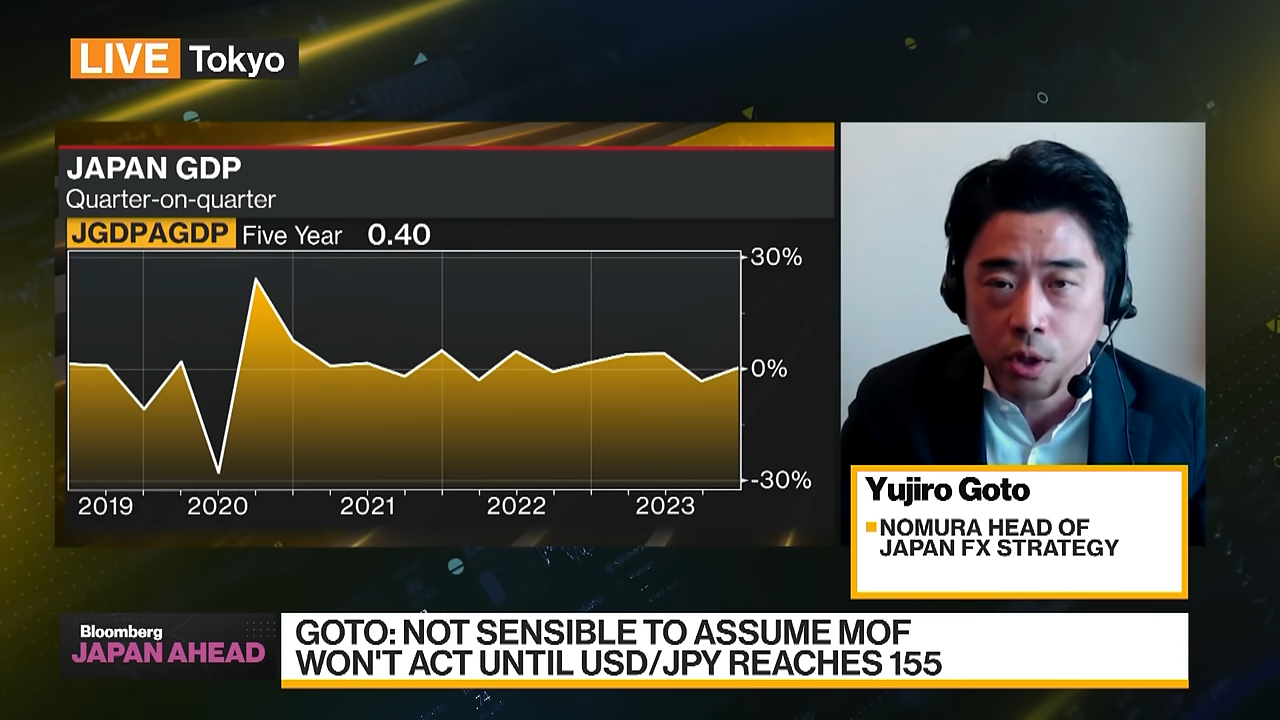 LIVE Tokyo
JAPAN GDP
Quarter-on-quarter
JGDPAGDP Five Year 0.40
30%
0%
-30%
2019 2020 2021 2022 2023
Yujiro Goto
NOMURA HEAD OF
JAPAN FX STRATEGY
Bloomberg
JAPAN AHEAD
GOTO: NOT SENSIBLE TO ASSUME MOF
WON'T ACT UNTIL USD/JPY REACHES 155